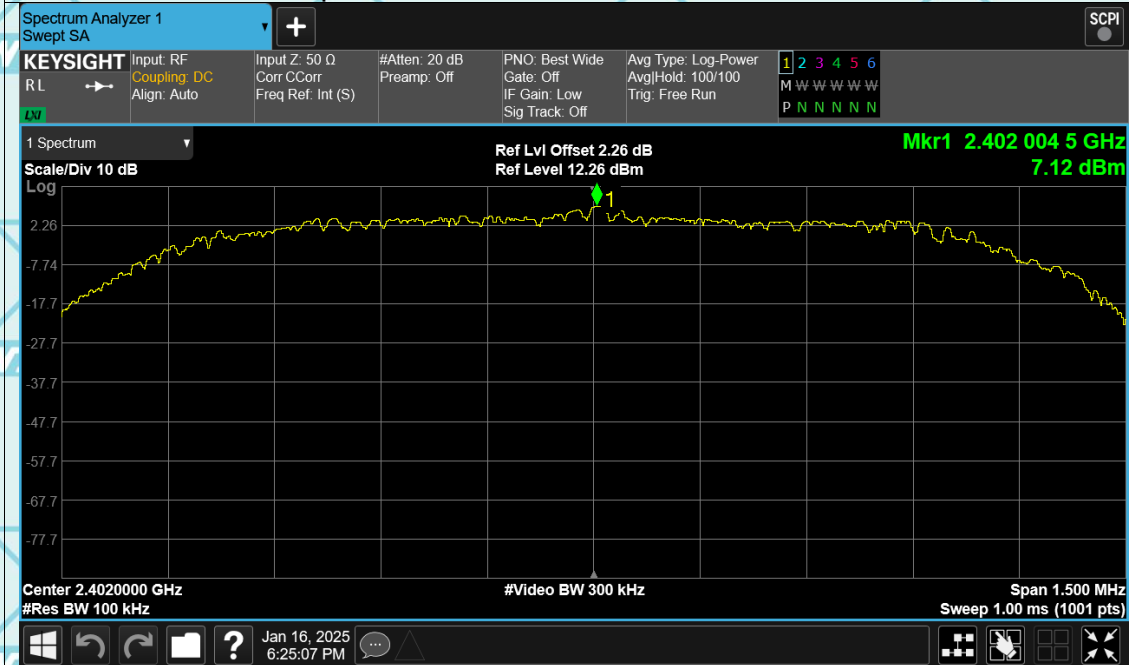 Spectrum Analyzer 1
Swept SA
+
SCPI
KEYSIGHT
R L
LXI
Input: RF
Coupling: DC
Align: Auto
Input Z: 50 Ω
Corr CCorr
Freq Ref: Int (S)
#Atten: 20 dB
Preamp: Off
PNO: Best Wide
Gate: Off
IF Gain: Low
Sig Track: Off
Avg Type: Log-Power
Avg|Hold: 100/100
Trig: Free Run
1 2 3 4 5 6
M W W W W W
P N N N N N
1 Spectrum
Scale/Div 10 dB
Log
Ref Lvl Offset 2.26 dB
Ref Level 12.26 dBm
Mkr1 2.402 004 5 GHz
7.12 dBm
1
2.26
-7.74
-17.7
-27.7
-37.7
-47.7
-57.7
-67.7
-77.7
Center 2.4020000 GHz
#Res BW 100 kHz
#Video BW 300 kHz
Span 1.500 MHz
Sweep 1.00 ms (1001 pts)
?
Jan 16, 2025
6:25:07 PM